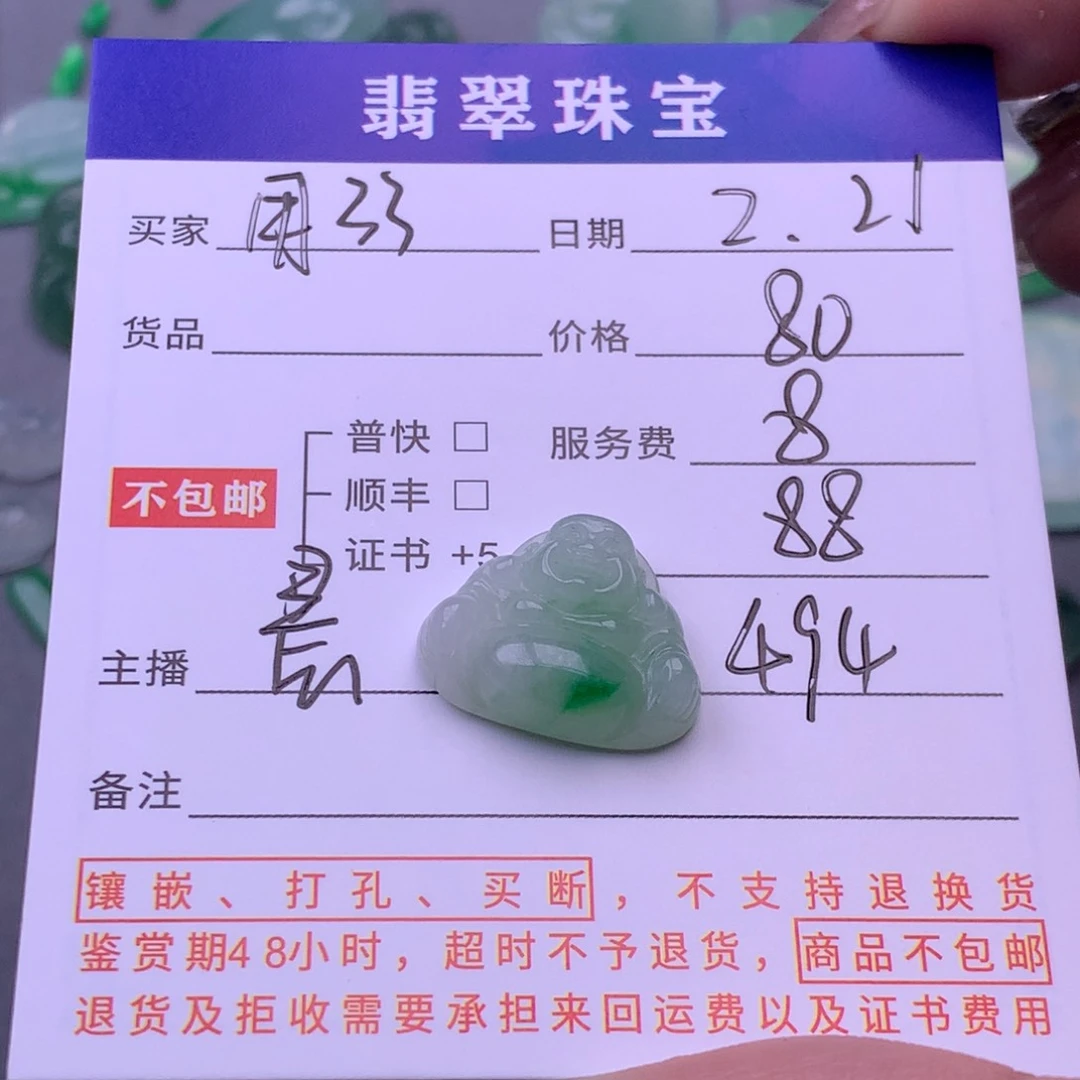 翡翠珠宝
买家 用33 日期 2.21
货品 价格 80
普快 □ 服务费 8
不包邮 顺丰 □ 88
证书 +5
主播 494
备注
镶嵌、打孔、买断,不支持退换货
鉴赏期48小时,超时不予退货,商品不包邮
退货及拒收需要承担来回运费以及证书费用